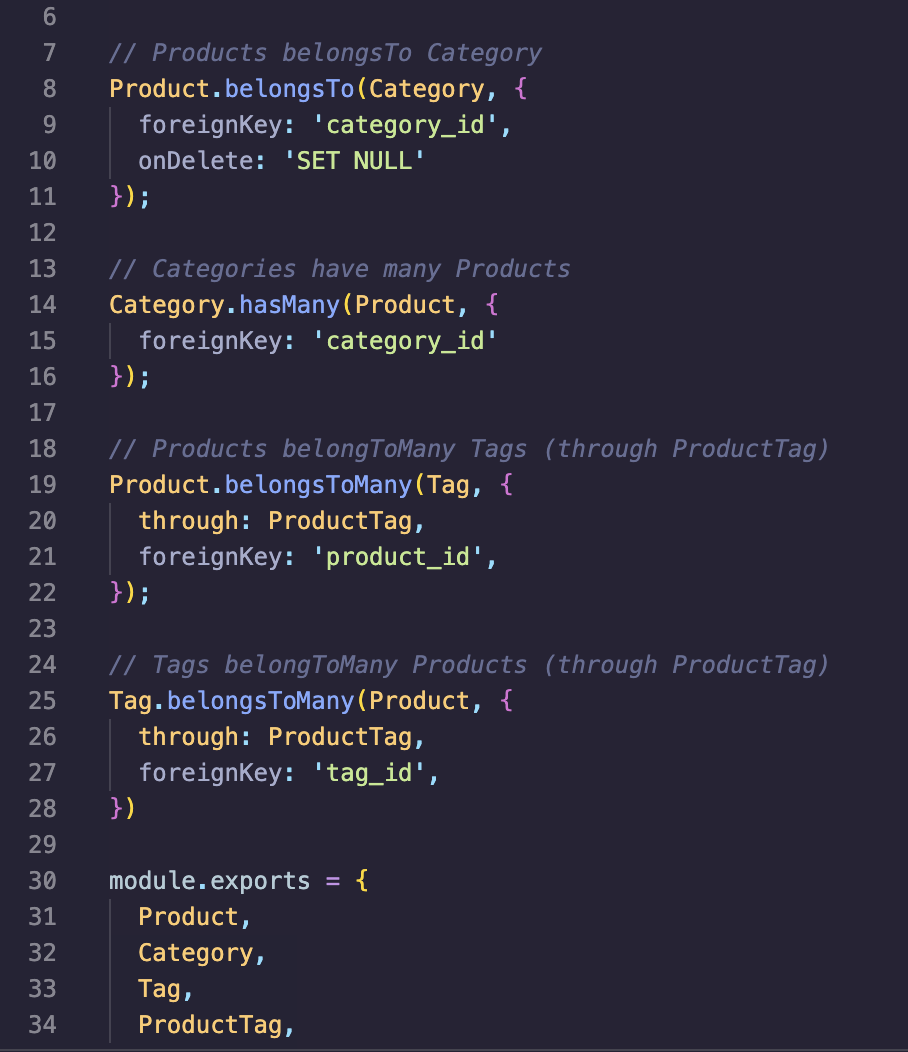 6
7 // Products belongsTo Category
8 Product.belongsTo(Category, {
9 foreignKey: 'category_id',
10 onDelete: 'SET NULL'
11 });
12
13 // Categories have many Products
14 Category.hasMany(Product, {
15 foreignKey: 'category_id'
16 });
17
18 // Products belongToMany Tags (through ProductTag)
19 Product.belongsToMany(Tag, {
20 through: ProductTag,
21 foreignKey: 'product_id',
22 });
23
24 // Tags belongToMany Products (through ProductTag)
25 Tag.belongsToMany(Product, {
26 through: ProductTag,
27 foreignKey: 'tag_id',
28 })
29
30 module.exports = {
31 Product,
32 Category,
33 Tag,
34 ProductTag,